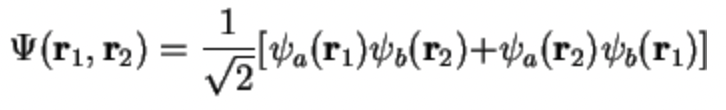 Ψ(r₁, r₂) = 1/√2 [ψₐ(r₁)ψ_b(r₂)+ψₐ(r₂)ψ_b(r₁)]